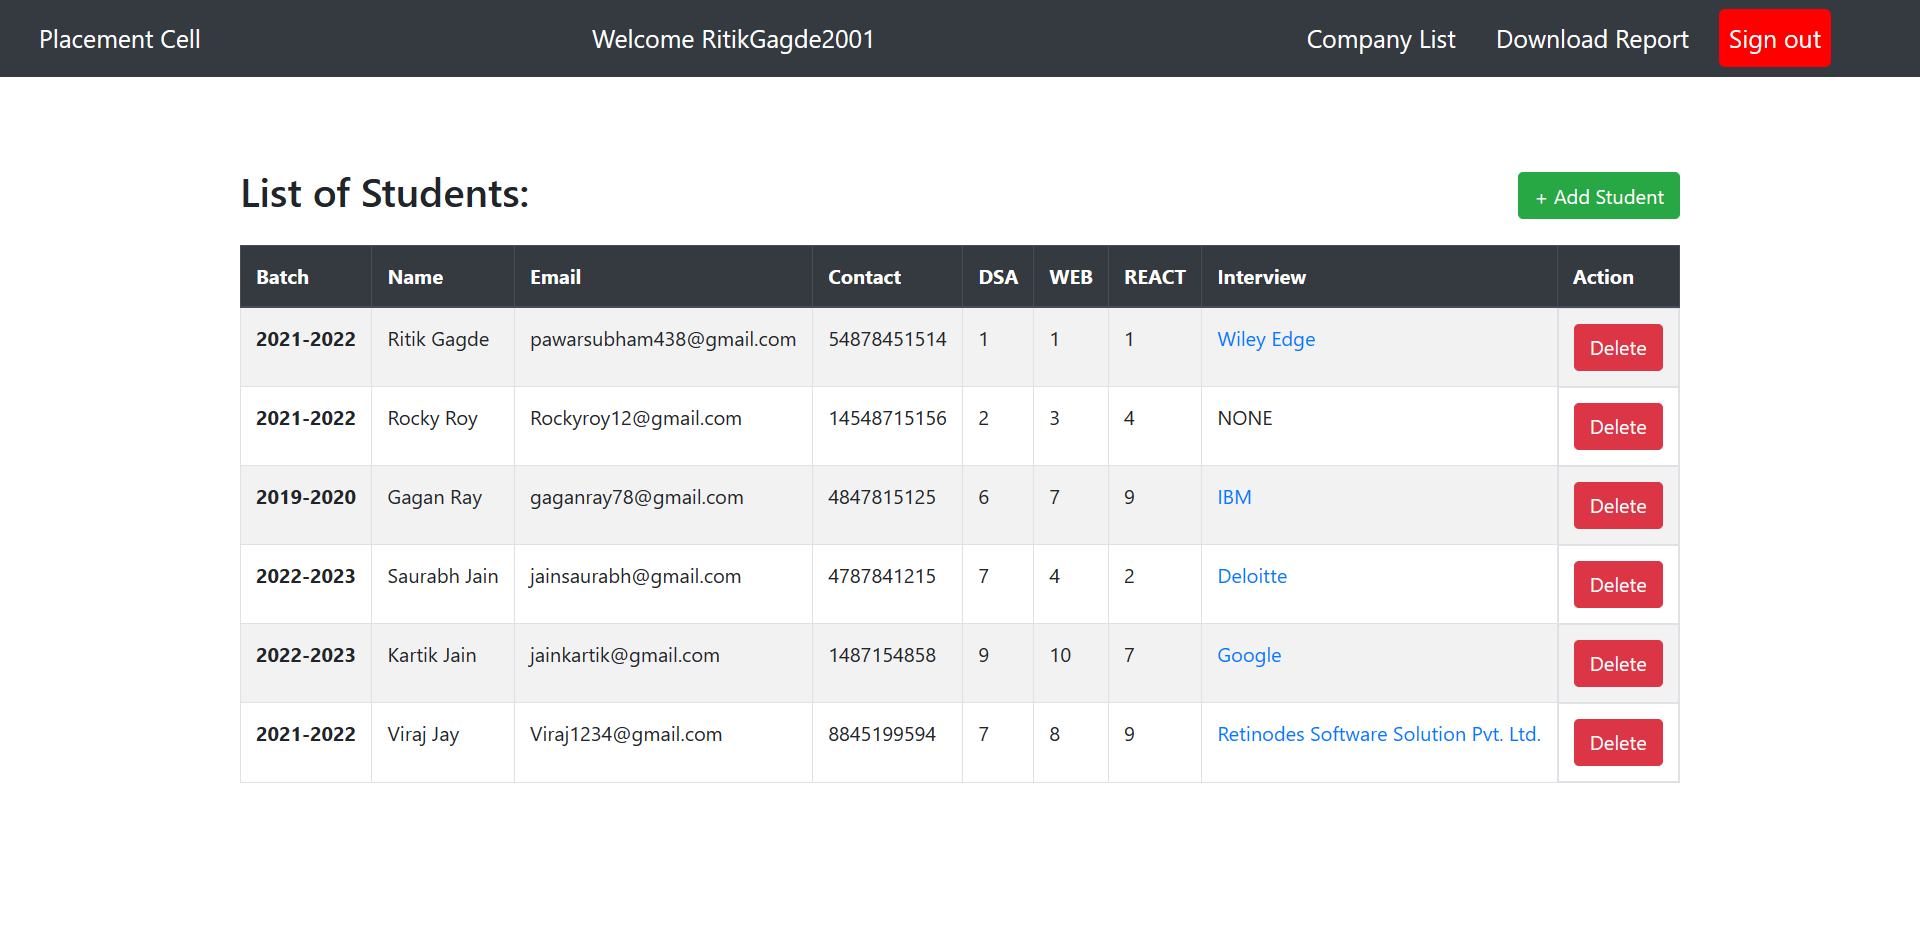 Placement Cell Welcome RitikGagde2001 Company List Download Report Sign out
List of Students: + Add Student
Batch Name Email Contact DSA WEB REACT Interview Action
2021-2022 Ritik Gagde pawarsubham438@gmail.com 54878451514 1 1 1 Wiley Edge Delete
2021-2022 Rocky Roy Rockyroy12@gmail.com 14548715156 2 3 4 NONE Delete
2019-2020 Gagan Ray gaganray78@gmail.com 4847815125 6 7 9 IBM Delete
2022-2023 Saurabh Jain jainsaurabh@gmail.com 4787841215 7 4 2 Deloitte Delete
2022-2023 Kartik Jain jainkartik@gmail.com 1487154858 9 10 7 Google Delete
2021-2022 Viraj Jay Viraj1234@gmail.com 8845199594 7 8 9 Retinodes Software Solution Pvt. Ltd. Delete